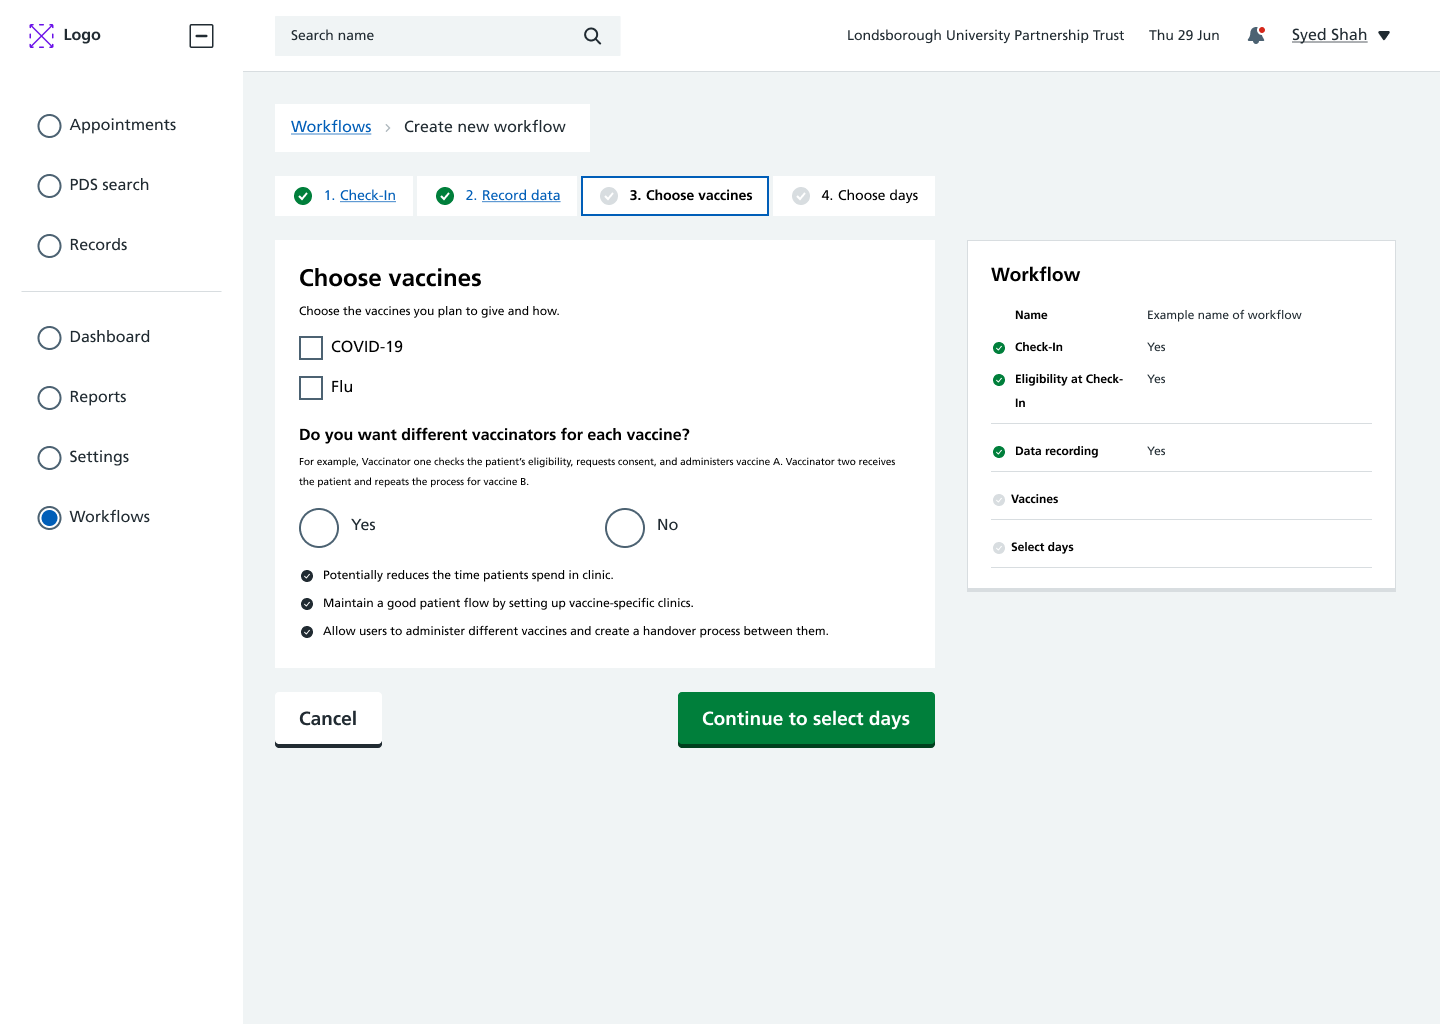 Logo
Search name
Londsborough University Partnership Trust
Thu 29 Jun
Syed Shah
Appointments
PDS search
Records
Dashboard
Reports
Settings
Workflows
Workflows › Create new workflow
1. Check-In
2. Record data
3. Choose vaccines
4. Choose days
Choose vaccines
Choose the vaccines you plan to give and how.
COVID-19
Flu
Do you want different vaccinators for each vaccine?
For example, Vaccinator one checks the patient's eligibility, requests consent, and administers vaccine A. Vaccinator two receives
the patient and repeats the process for vaccine B.
Yes
No
Potentially reduces the time patients spend in clinic.
Maintain a good patient flow by setting up vaccine-specific clinics.
Allow users to administer different vaccines and create a handover process between them.
Cancel
Continue to select days
Workflow
Name Example name of workflow
Check-In Yes
Eligibility at Check- Yes
In
Data recording Yes
Vaccines
Select days